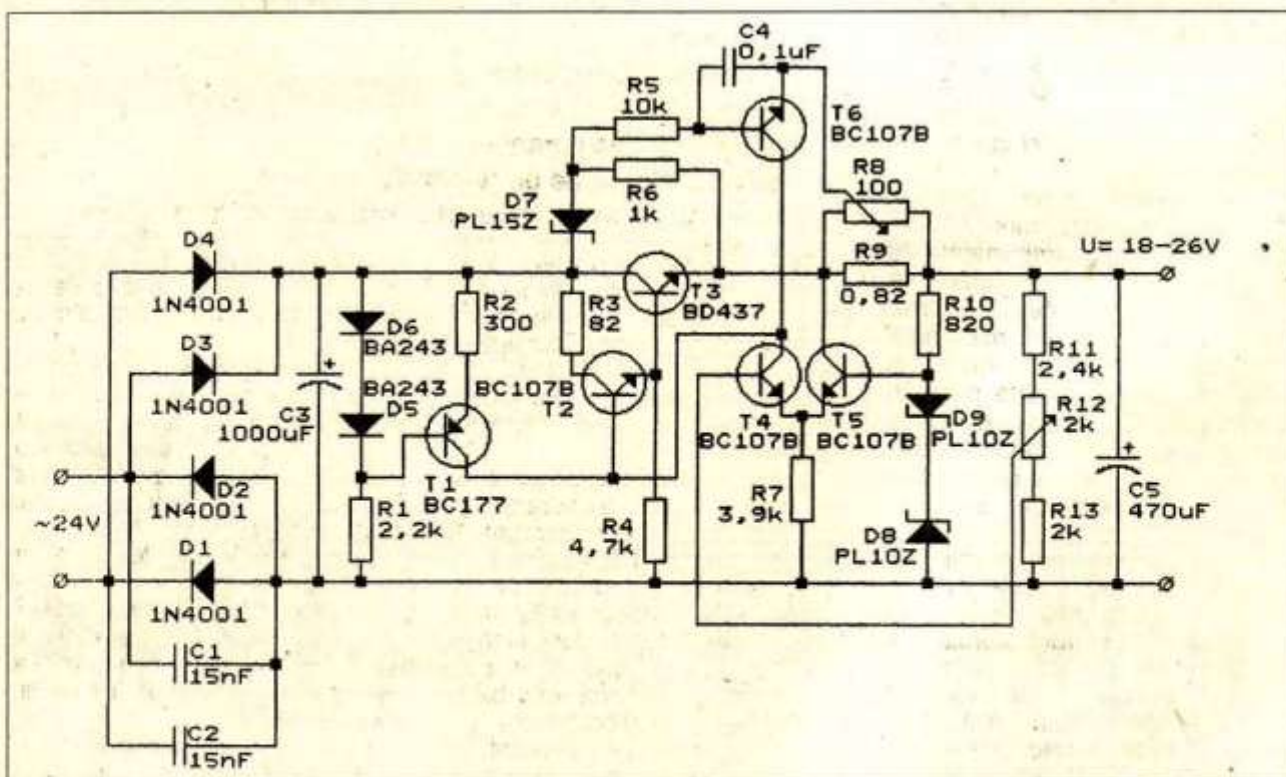 C4
0,1uF
R5
10k
T6
BC107B
R6
1k
R8
100
D7
PL15Z
D4
1N4001
R9
0,82
U= 18-26V
R2
300
R3
82
T3
BD437
R10
820
D6
BA243
D3
1N4001
BA243
D5
BC107B
T2
R11
2,4k
C3
1000uF
T4
BC107B
T5
BC107B
D9
PL10Z
R12
2k
D2
1N4001
T1
BC177
~24V
R1
2,2k
R4
4,7k
R7
3,9k
D8
PL10Z
R13
2k
C5
470uF
D1
1N4001
C1
15nF
C2
15nF